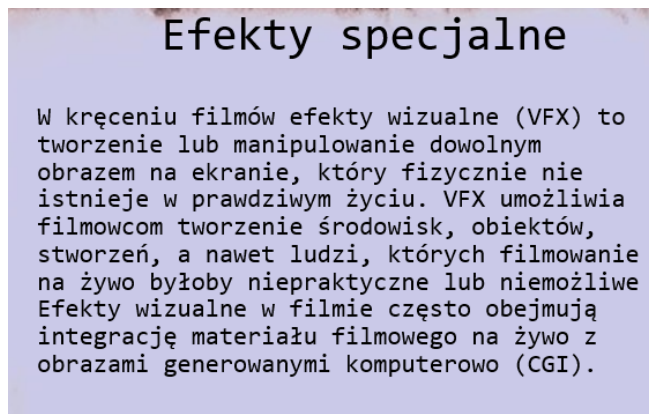 Efekty specjalne
W kręceniu filmów efekty wizualne (VFX) to
tworzenie lub manipulowanie dowolnym
obrazem na ekranie, który fizycznie nie
istnieje w prawdziwym życiu. VFX umożliwia
filmowcom tworzenie środowisk, obiektów,
stworzeń, a nawet ludzi, których filmowanie
na żywo byłoby niepraktyczne lub niemożliwe
Efekty wizualne w filmie często obejmują
integrację materiału filmowego na żywo z
obrazami generowanymi komputerowo (CGI).